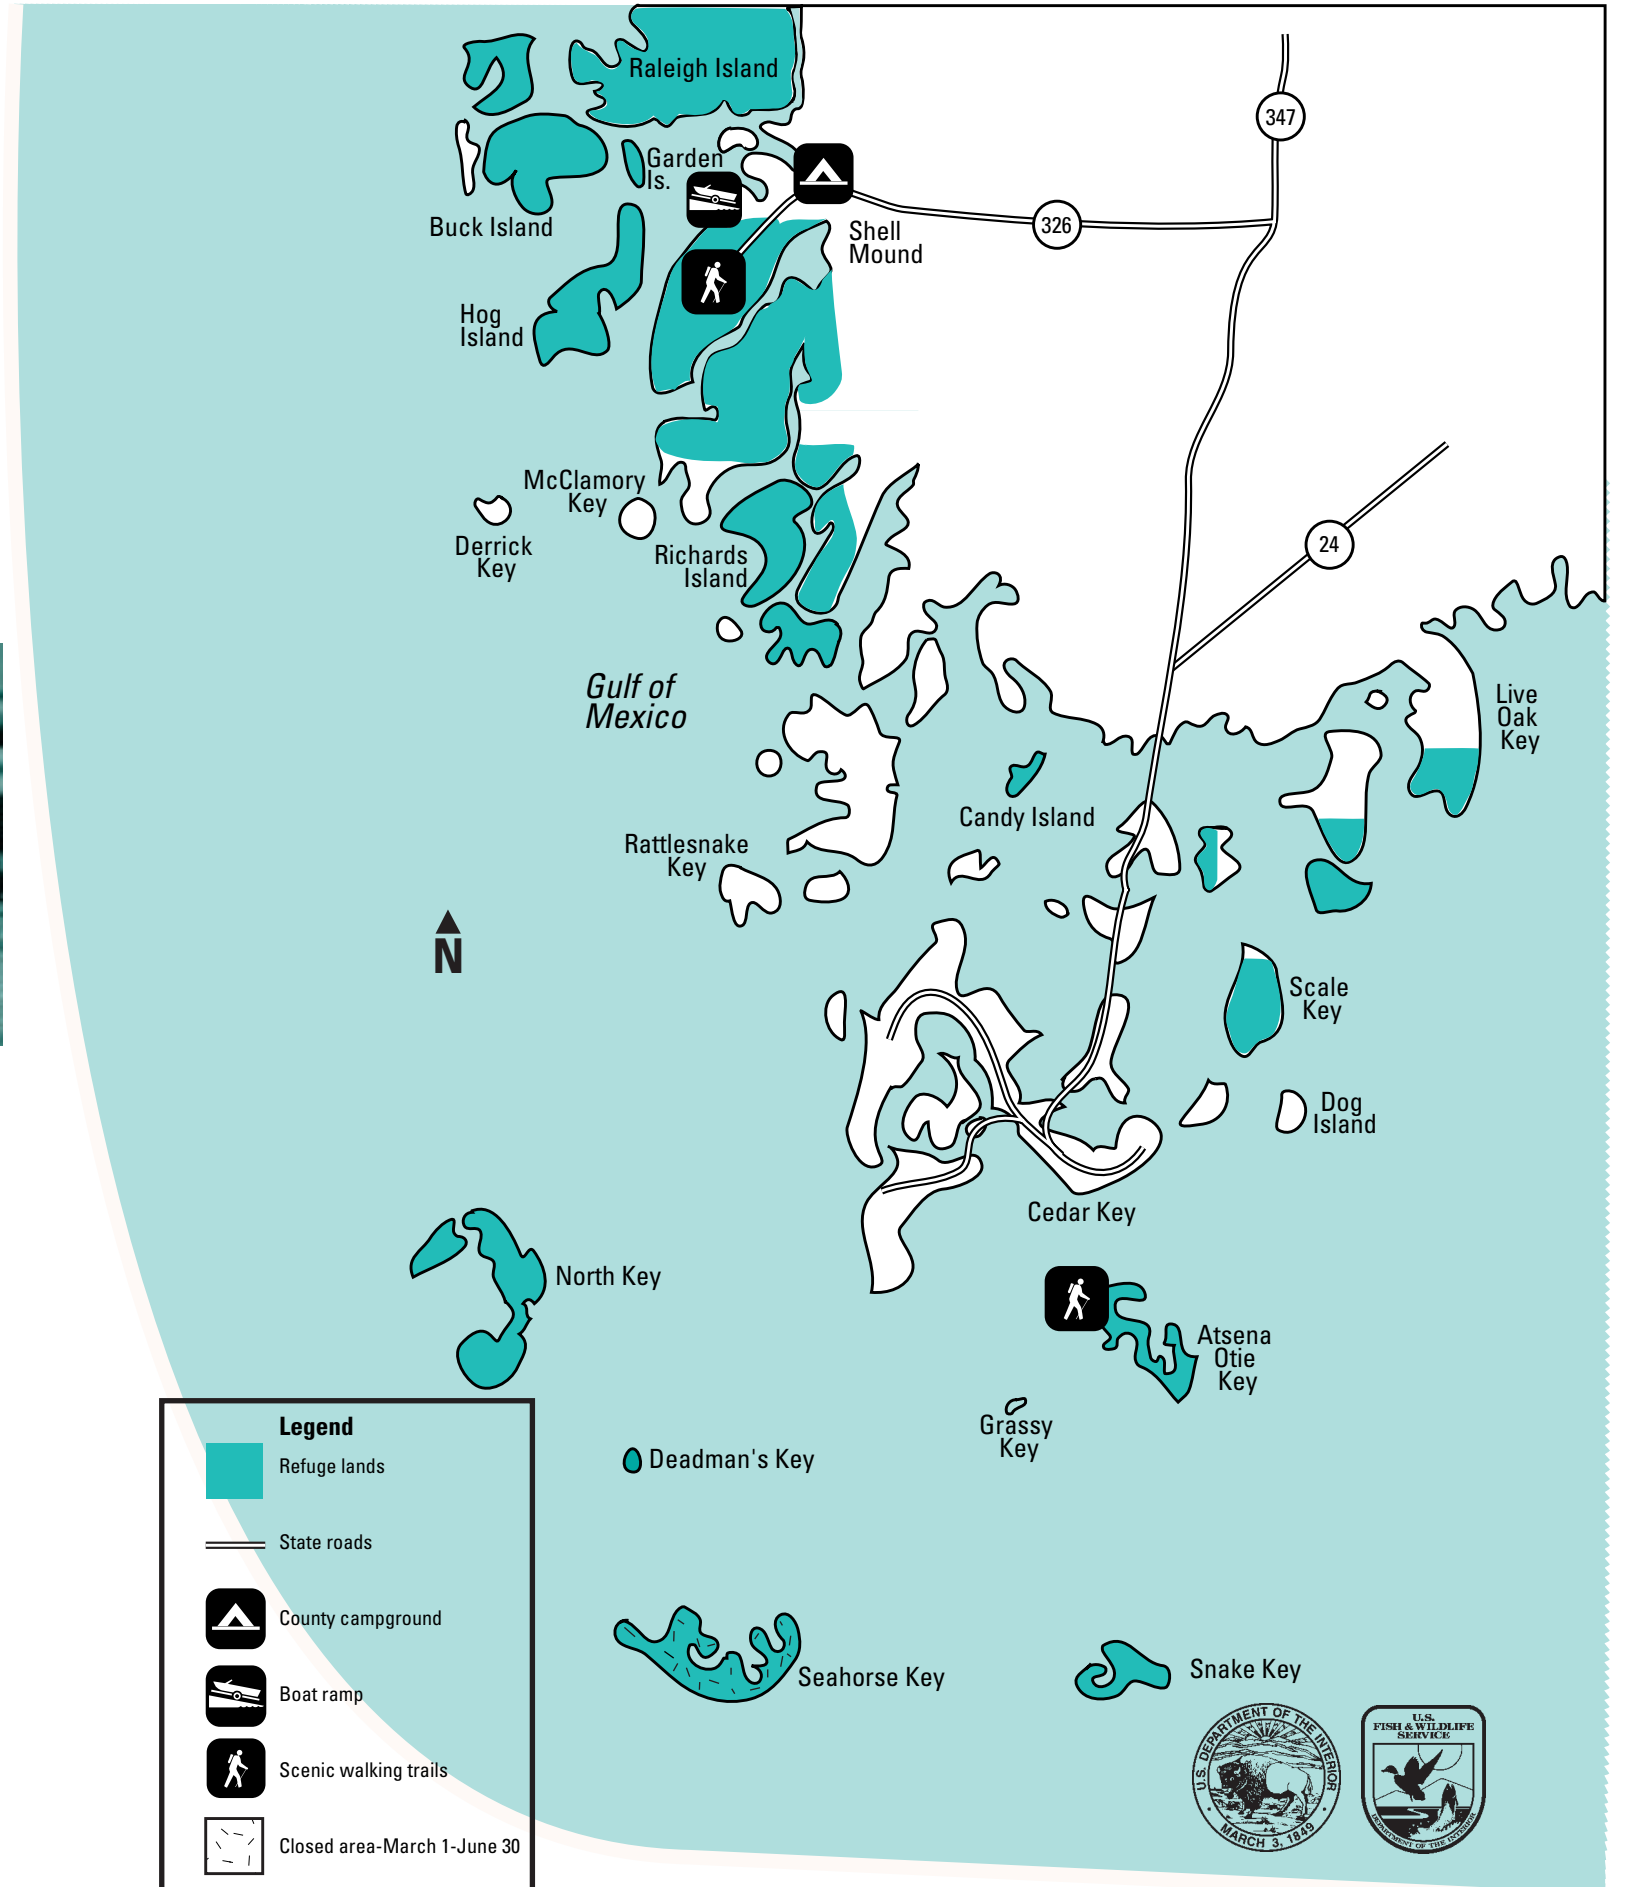 Raleigh Island
347
Garden
Is.
Buck Island
326
Shell
Mound
Hog
Island
McClamory
Key
Derrick
Key
24
Richards
Island
Gulf of
Mexico
Live
Oak
Key
Candy Island
Rattlesnake
Key
N
Scale
Key
Dog
Island
Cedar Key
North Key
Atsena
Otie
Key
Grassy
Key
Deadman's Key
Seahorse Key
Snake Key
Legend
Refuge lands
State roads
County campground
Boat ramp
Scenic walking trails
Closed area-March 1-June 30
U.S. DEPARTMENT OF THE INTERIOR
MARCH 3, 1849
U.S.
FISH & WILDLIFE
SERVICE
DEPARTMENT OF THE INTERIOR